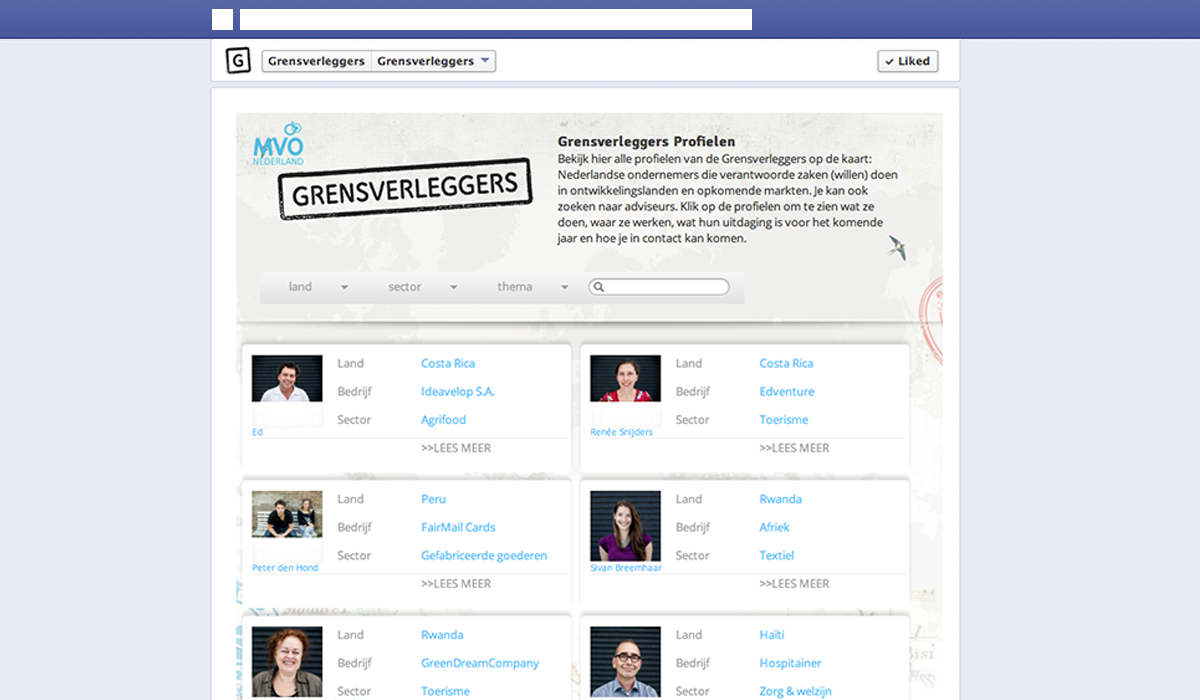 G
Grensverleggers Grensverleggers
Liked
MVO
NEDERLAND
GRENSVERLEGGERS
Grensverleggers Profielen
Bekijk hier alle profielen van de Grensverleggers op de kaart:
Nederlandse ondernemers die verantwoorde zaken (willen) doen
in ontwikkelingslanden en opkomende markten. Je kan ook
zoeken naar adviseurs. Klik op de profielen om te zien wat ze
doen, waar ze werken, wat hun uitdaging is voor het komende
jaar en hoe je in contact kan komen.
land sector thema
Land Costa Rica
Bedrijf Ideavelop S.A.
Sector Agrifood
Ed
>>LEES MEER
Land Costa Rica
Bedrijf Edventure
Sector Toerisme
Renée Snijders
>>LEES MEER
Land Peru
Bedrijf FairMail Cards
Sector Gefabriceerde goederen
Peter den Hond
>>LEES MEER
Land Rwanda
Bedrijf Afriek
Sector Textiel
Sivan Breemhaar
>>LEES MEER
Land Rwanda
Bedrijf GreenDreamCompany
Sector Toerisme
Land Haïti
Bedrijf Hospitainer
Sector Zorg & welzijn